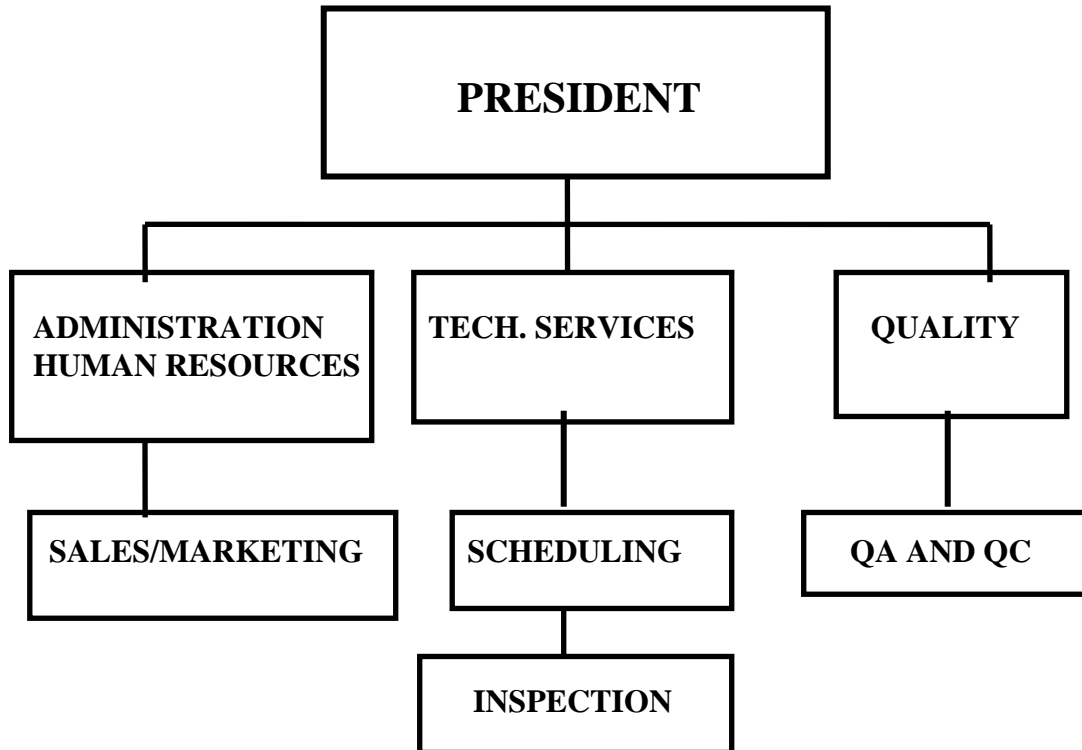 PRESIDENT
ADMINISTRATION
HUMAN RESOURCES
TECH. SERVICES
QUALITY
SALES/MARKETING
SCHEDULING
QA AND QC
INSPECTION